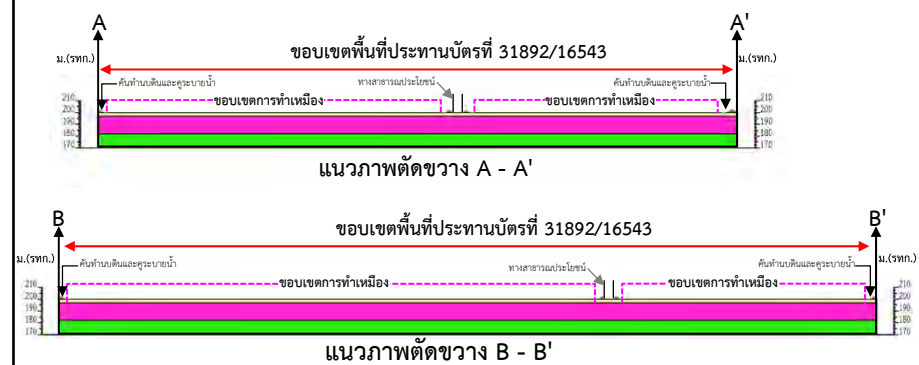 A A'
ม.(รทก.) ขอบเขตพื้นที่ประทานบัตรที่ 31892/16543 ม.(รทก.)
คันทำนบดินและคูระบายน้ำ ทางสาธารณประโยชน์ คันทำนบดินและคูระบายน้ำ
210 ขอบเขตการทำเหมือง ขอบเขตการทำเหมือง 210
200 200
190 190
180 180
170 170
แนวภาพตัดขวาง A - A'
B B'
ขอบเขตพื้นที่ประทานบัตรที่ 31892/16543
ม.(รทก.) คันทำนบดินและคูระบายน้ำ ทางสาธารณประโยชน์ คันทำนบดินและคูระบายน้ำ ม.(รทก.)
210 ขอบเขตการทำเหมือง ขอบเขตการทำเหมือง 210
200 200
190 190
180 180
170 170
แนวภาพตัดขวาง B - B'